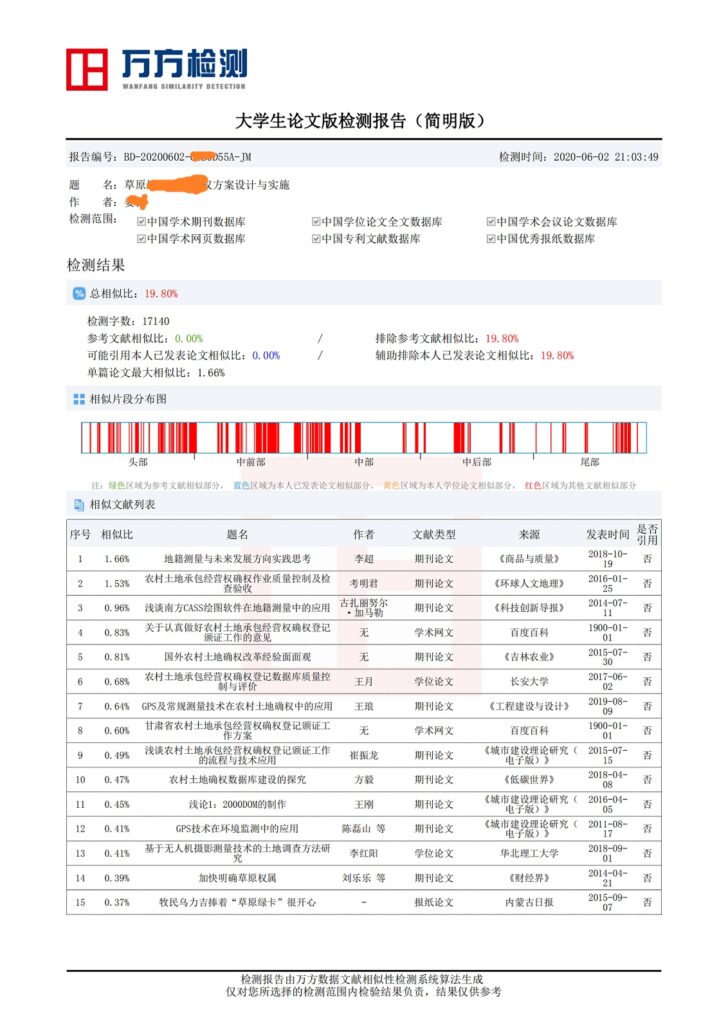 万方检测
WANFANG SIMILARITY DETECTION
大学生论文版检测报告（简明版）
报告编号：BD-20200602- D55A-JM 检测时间：2020-06-02 21:03:49
题 名：草原 方案设计与实施
作 者：
检测范围：☑中国学术期刊数据库 ☑中国学位论文全文数据库 ☑中国学术会议论文数据库
☑中国学术网页数据库 ☑中国专利文献数据库 ☑中国优秀报纸数据库
检测结果
% 总相似比：19.80%
检测字数：17140
参考文献相似比：0.00% / 排除参考文献相似比：19.80%
可能引用本人已发表论文相似比：0.00% / 辅助排除本人已发表论文相似比：19.80%
单篇论文最大相似比：1.66%
相似片段分布图
头部 中前部 中部 中后部 尾部
注：绿色区域为参考文献相似部分，蓝色区域为本人已发表论文相似部分，黄色区域为本人学位论文相似部分，红色区域为其他文献相似部分
相似文献列表
序号 相似比 题名 作者 文献类型 来源 发表时间 是否引用
1 1.66% 地籍测量与未来发展方向实践思考 李超 期刊论文 《商品与质量》 2018-10-19 否
2 1.53% 农村土地承包经营权确权作业质量控制及检查验收 考明君 期刊论文 《环球人文地理》 2016-01-25 否
3 0.96% 浅谈南方CASS绘图软件在地籍测量中的应用 古扎丽努尔·加马勒 期刊论文 《科技创新导报》 2014-07-11 否
4 0.83% 关于认真做好农村土地承包经营权确权登记颁证工作的意见 无 学术网文 百度百科 1900-01-01 否
5 0.81% 国外农村土地确权改革经验面面观 无 期刊论文 《吉林农业》 2015-07-30 否
6 0.68% 农村土地承包经营权确权登记数据库质量控制与评价 王月 学位论文 长安大学 2017-06-02 否
7 0.64% GPS及常规测量技术在农村土地确权中的应用 王琅 期刊论文 《工程建设与设计》 2019-08-09 否
8 0.60% 甘肃省农村土地承包经营权确权登记颁证工作方案 无 学术网文 百度百科 1900-01-01 否
9 0.49% 浅谈农村土地承包经营权确权登记颁证工作的流程与技术应用 崔振龙 期刊论文 《城市建设理论研究（电子版）》 2015-07-15 否
10 0.47% 农村土地确权数据库建设的探究 方毅 期刊论文 《低碳世界》 2018-04-08 否
11 0.45% 浅论1：2000DOM的制作 王刚 期刊论文 《城市建设理论研究（电子版）》 2016-04-05 否
12 0.41% GPS技术在环境监测中的应用 陈磊山 等 期刊论文 《城市建设理论研究（电子版）》 2011-08-17 否
13 0.41% 基于无人机摄影测量技术的土地调查方法研究 李红阳 学位论文 华北理工大学 2018-09-01 否
14 0.39% 加快明确草原权属 刘乐乐 等 期刊论文 《财经界》 2014-04-21 否
15 0.37% 牧民乌力吉捧着“草原绿卡”很开心 - 报纸论文 内蒙古日报 2015-09-07 否
检测报告由万方数据文献相似性检测系统算法生成
仅对您所选择的检测范围内检验结果负责，结果仅供参考